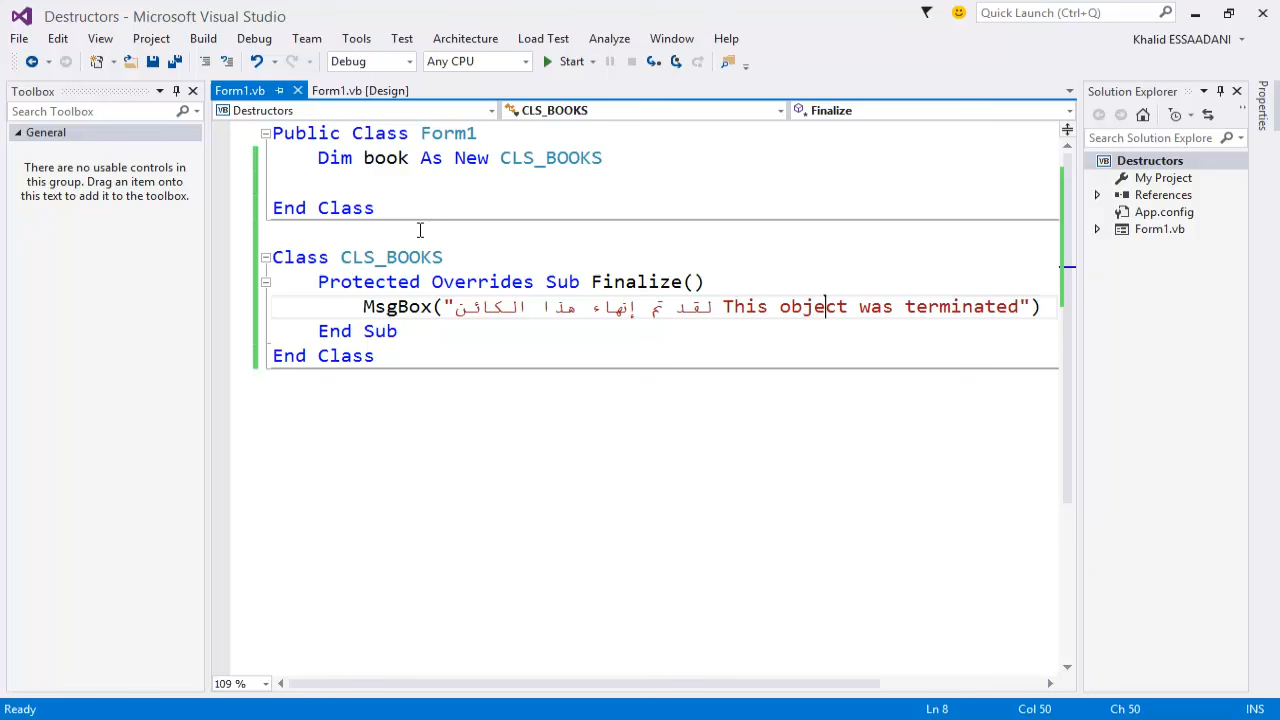 Destructors - Microsoft Visual Studio
Quick Launch (Ctrl+Q)
File Edit View Project Build Debug Team Tools Test Architecture Load Test Analyze Window Help
Khalid ESSAADANI
Debug Any CPU Start
Toolbox
Search Toolbox
General
There are no usable controls in
this group. Drag an item onto
this text to add it to the toolbox.
Form1.vb Form1.vb [Design]
Destructors CLS_BOOKS Finalize
Public Class Form1
Dim book As New CLS_BOOKS
End Class
Class CLS_BOOKS
Protected Overrides Sub Finalize()
MsgBox("لقد تم إنهاء هذا الكائن This object was terminated")
End Sub
End Class
109 %
Solution Explorer
Search Solution Explore
Destructors
My Project
References
App.config
Form1.vb
Properties
Ready Ln 8 Col 50 Ch 50 INS